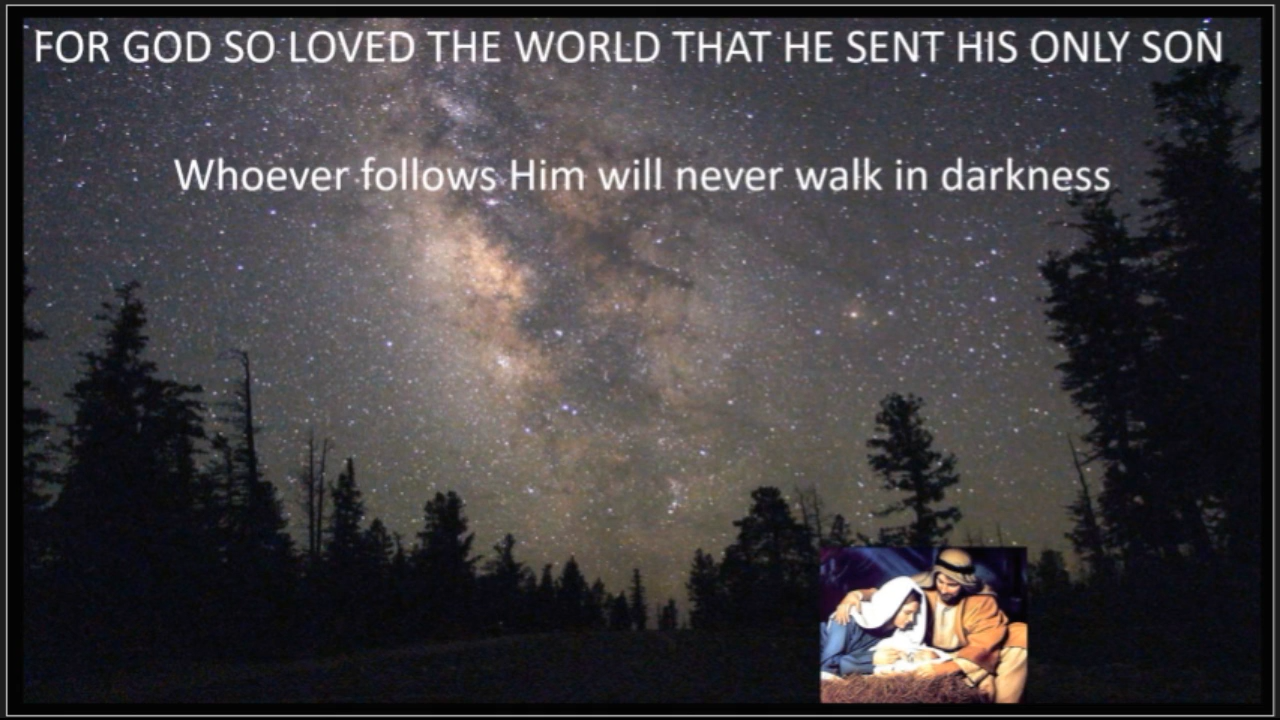 FOR GOD SO LOVED THE WORLD THAT HE SENT HIS ONLY SON
Whoever follows Him will never walk in darkness